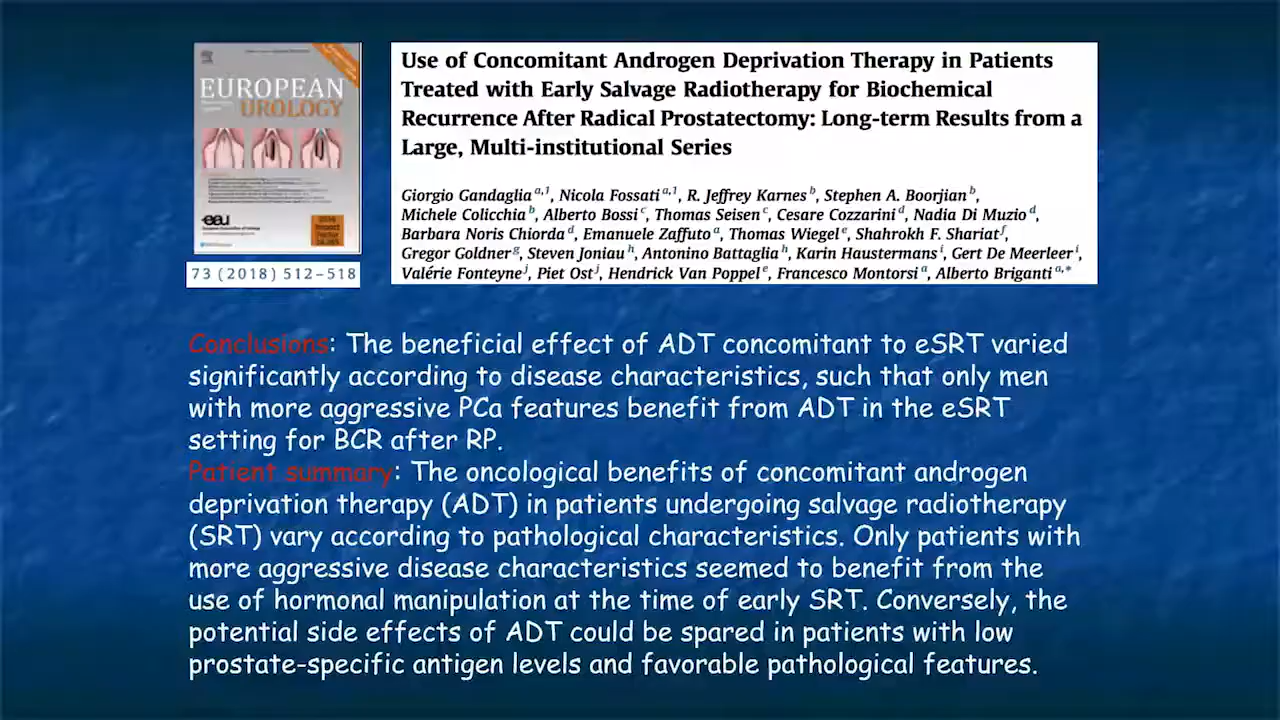 EUROPEAN
UROLOGY
eau
73 (2018) 512–518
Use of Concomitant Androgen Deprivation Therapy in Patients
Treated with Early Salvage Radiotherapy for Biochemical
Recurrence After Radical Prostatectomy: Long-term Results from a
Large, Multi-institutional Series
Giorgio Gandaglia a,1, Nicola Fossati a,1, R. Jeffrey Karnes b, Stephen A. Boorjian b,
Michele Colicchia b, Alberto Bossi c, Thomas Seisen c, Cesare Cozzarini d, Nadia Di Muzio d,
Barbara Noris Chiorda d, Emanuele Zaffuto a, Thomas Wiegel e, Shahrokh F. Shariat f,
Gregor Goldner g, Steven Joniau h, Antonino Battaglia h, Karin Haustermans i, Gert De Meerleer i,
Valérie Fonteyne j, Piet Ost j, Hendrick Van Poppel e, Francesco Montorsi a, Alberto Briganti a,*
Conclusions: The beneficial effect of ADT concomitant to eSRT varied
significantly according to disease characteristics, such that only men
with more aggressive PCa features benefit from ADT in the eSRT
setting for BCR after RP.
Patient summary: The oncological benefits of concomitant androgen
deprivation therapy (ADT) in patients undergoing salvage radiotherapy
(SRT) vary according to pathological characteristics. Only patients with
more aggressive disease characteristics seemed to benefit from the
use of hormonal manipulation at the time of early SRT. Conversely, the
potential side effects of ADT could be spared in patients with low
prostate-specific antigen levels and favorable pathological features.